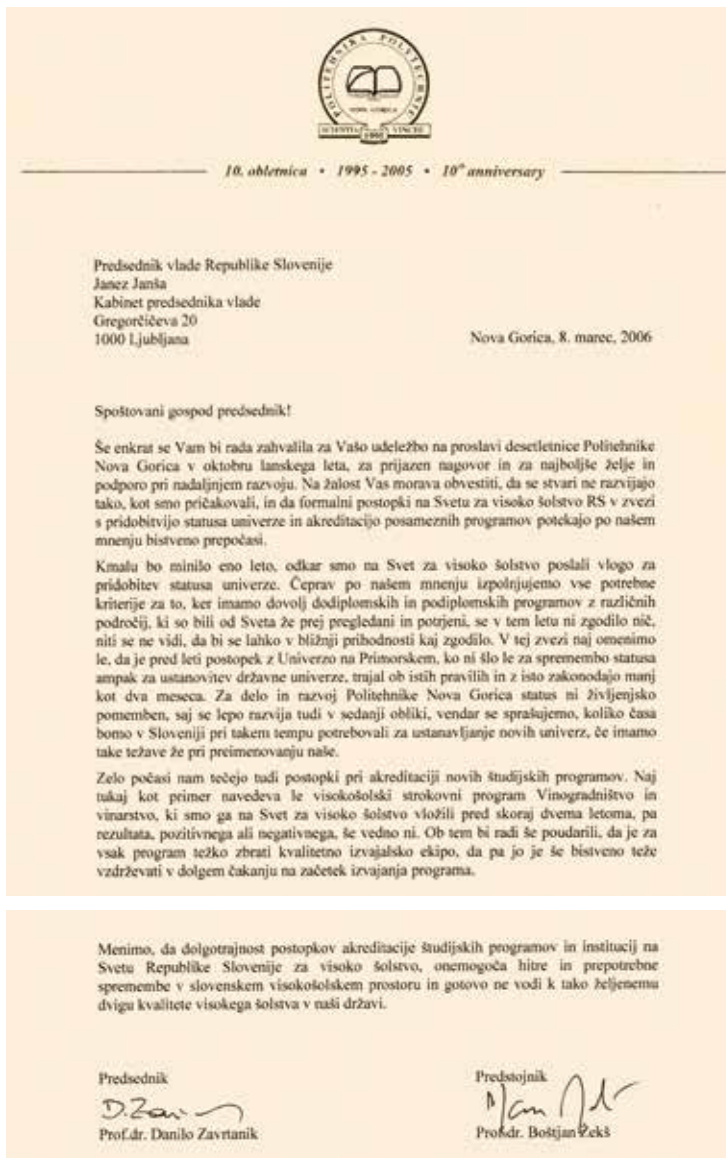 POLITEHNIKA POLYTECHNIC
NOVA GORICA
SCIENTIA VINCES
1995
10. obletnica • 1995 - 2005 • 10th anniversary
Predsednik vlade Republike Slovenije
Janez Janša
Kabinet predsednika vlade
Gregorčičeva 20
1000 Ljubljana
Nova Gorica, 8. marec, 2006
Spoštovani gospod predsednik!
Še enkrat se Vam bi rada zahvalila za Vašo udeležbo na proslavi desetletnice Politehnike
Nova Gorica v oktobru lanskega leta, za prijazen nagovor in za najboljše želje in
podporo pri nadaljnjem razvoju. Na žalost Vas morava obvestiti, da se stvari ne razvijajo
tako, kot smo pričakovali, in da formalni postopki na Svetu za visoko šolstvo RS v zvezi
s pridobitvijo statusa univerze in akreditacijo posameznih programov potekajo po našem
mnenju bistveno prepočasi.
Kmalu bo minilo eno leto, odkar smo na Svet za visoko šolstvo poslali vlogo za
pridobitev statusa univerze. Čeprav po našem mnenju izpolnjujemo vse potrebne
kriterije za to, ker imamo dovolj dodiplomskih in podiplomskih programov z različnih
področij, ki so bili od Sveta že prej pregledani in potrjeni, se v tem letu ni zgodilo nič,
niti se ne vidi, da bi se lahko v bližnji prihodnosti kaj zgodilo. V tej zvezi naj omenimo
le, da je pred leti postopek z Univerzo na Primorskem, ko ni šlo le za spremembo statusa
ampak za ustanovitev državne univerze, trajal ob istih pravilih in z isto zakonodajo manj
kot dva meseca. Za delo in razvoj Politehnike Nova Gorica status ni življenjsko
pomemben, saj se lepo razvija tudi v sedanji obliki, vendar se sprašujemo, koliko časa
bomo v Sloveniji pri takem tempu potrebovali za ustanavljanje novih univerz, če imamo
take težave že pri preimenovanju naše.
Zelo počasi nam tečejo tudi postopki pri akreditaciji novih študijskih programov. Naj
tukaj kot primer navedeva le visokošolski strokovni program Vinogradništvo in
vinarstvo, ki smo ga na Svet za visoko šolstvo vložili pred skoraj dvema letoma, pa
rezultata, pozitivnega ali negativnega, še vedno ni. Ob tem bi radi še poudarili, da je za
vsak program težko zbrati kvalitetno izvajalsko ekipo, da pa jo je še bistveno teže
vzdrževati v dolgem čakanju na začetek izvajanja programa.
Menimo, da dolgotrajnost postopkov akreditacije študijskih programov in institucij na
Svetu Republike Slovenije za visoko šolstvo, onemogoča hitre in prepotrebne
spremembe v slovenskem visokošolskem prostoru in gotovo ne vodi k tako željenemu
dvigu kvalitete visokega šolstva v naši državi.
Predsednik
Prof.dr. Danilo Zavrtanik
Predstojnik
Prof.dr. Boštjan Žekš